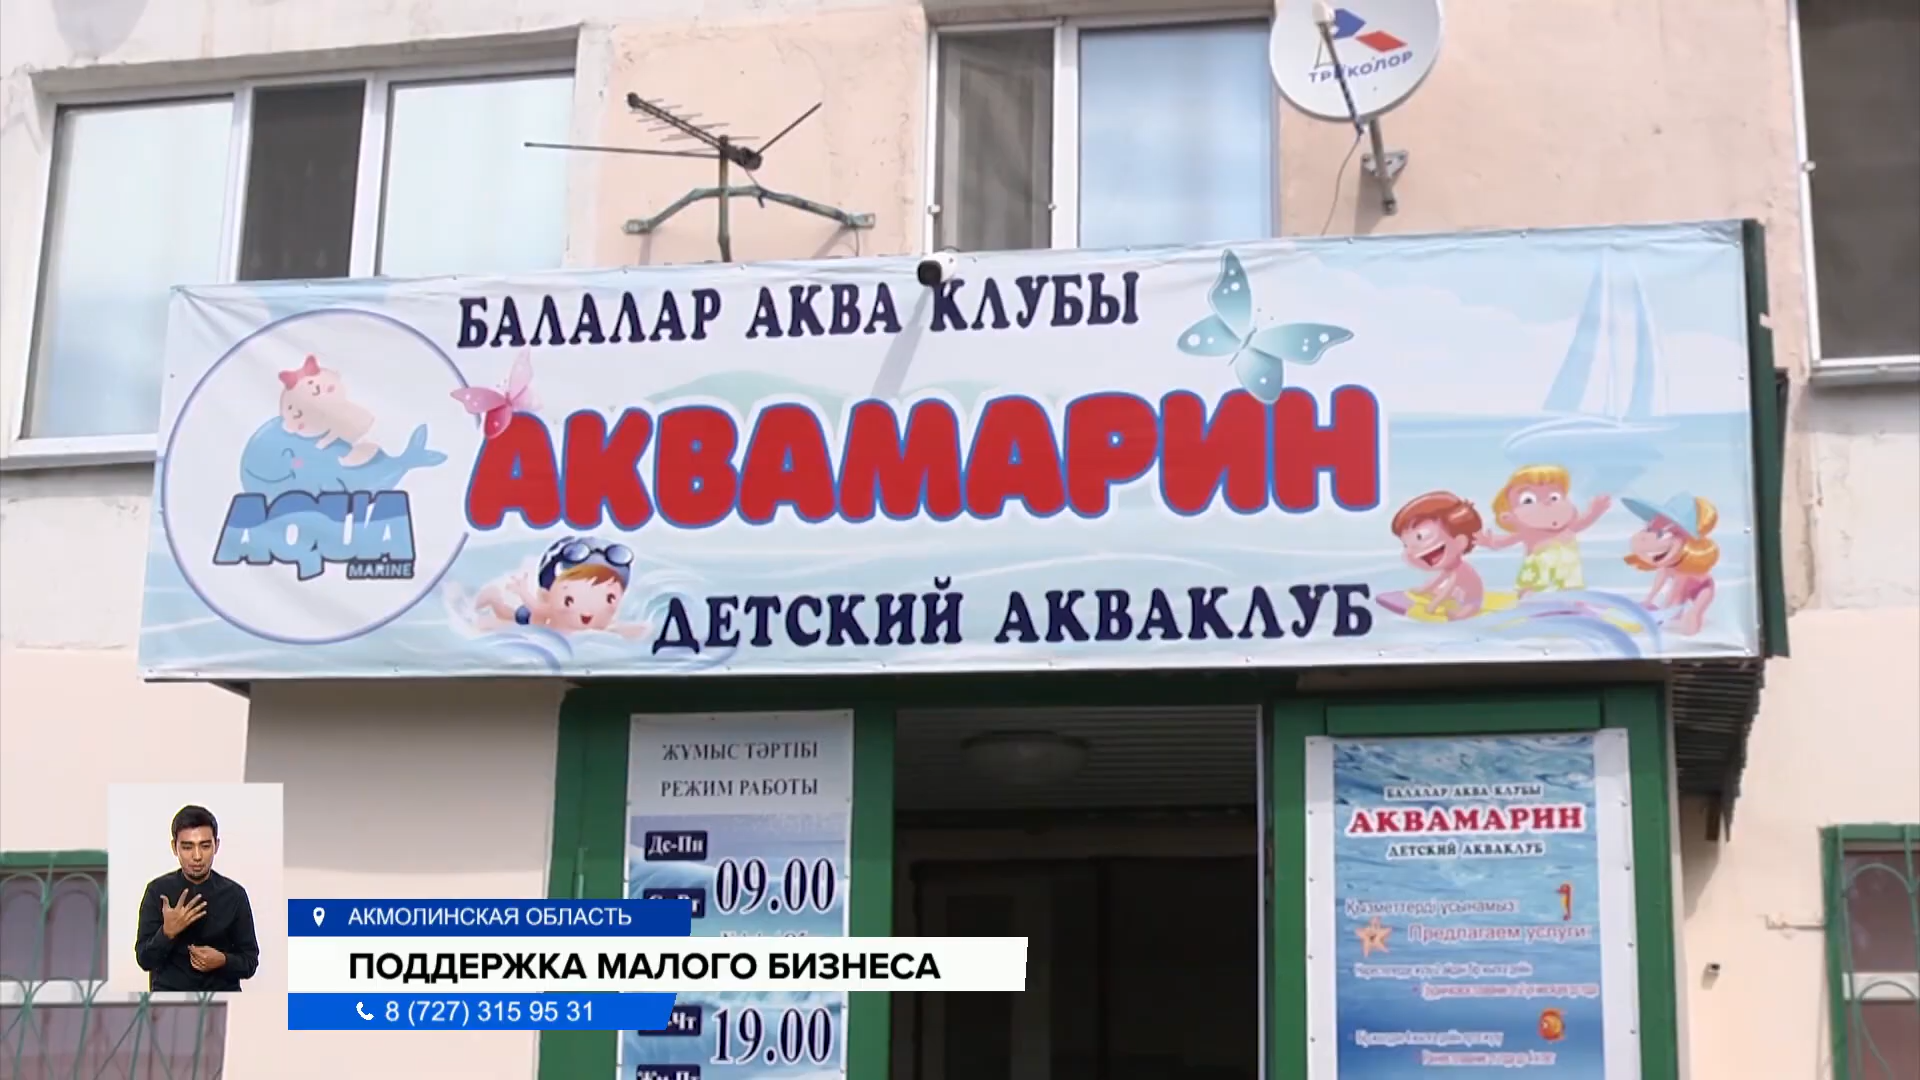 ТРИКОЛОР
БАЛАЛАР АКВА КЛУБЫ
АКВАМАРИН
ДЕТСКИЙ АКВАКЛУБ
AQUA
MARINE
ЖҰМЫС ТӘРТІБІ
РЕЖИМ РАБОТЫ
Дс-Пн
09.00
19.00
БАЛАЛАР АКВА КЛУБЫ
АКВАМАРИН
ДЕТСКИЙ АКВАКЛУБ
Қызметтерді ұсынамыз:
Предлагаем услуги:
АКМОЛИНСКАЯ ОБЛАСТЬ
ПОДДЕРЖКА МАЛОГО БИЗНЕСА
8 (727) 315 95 31